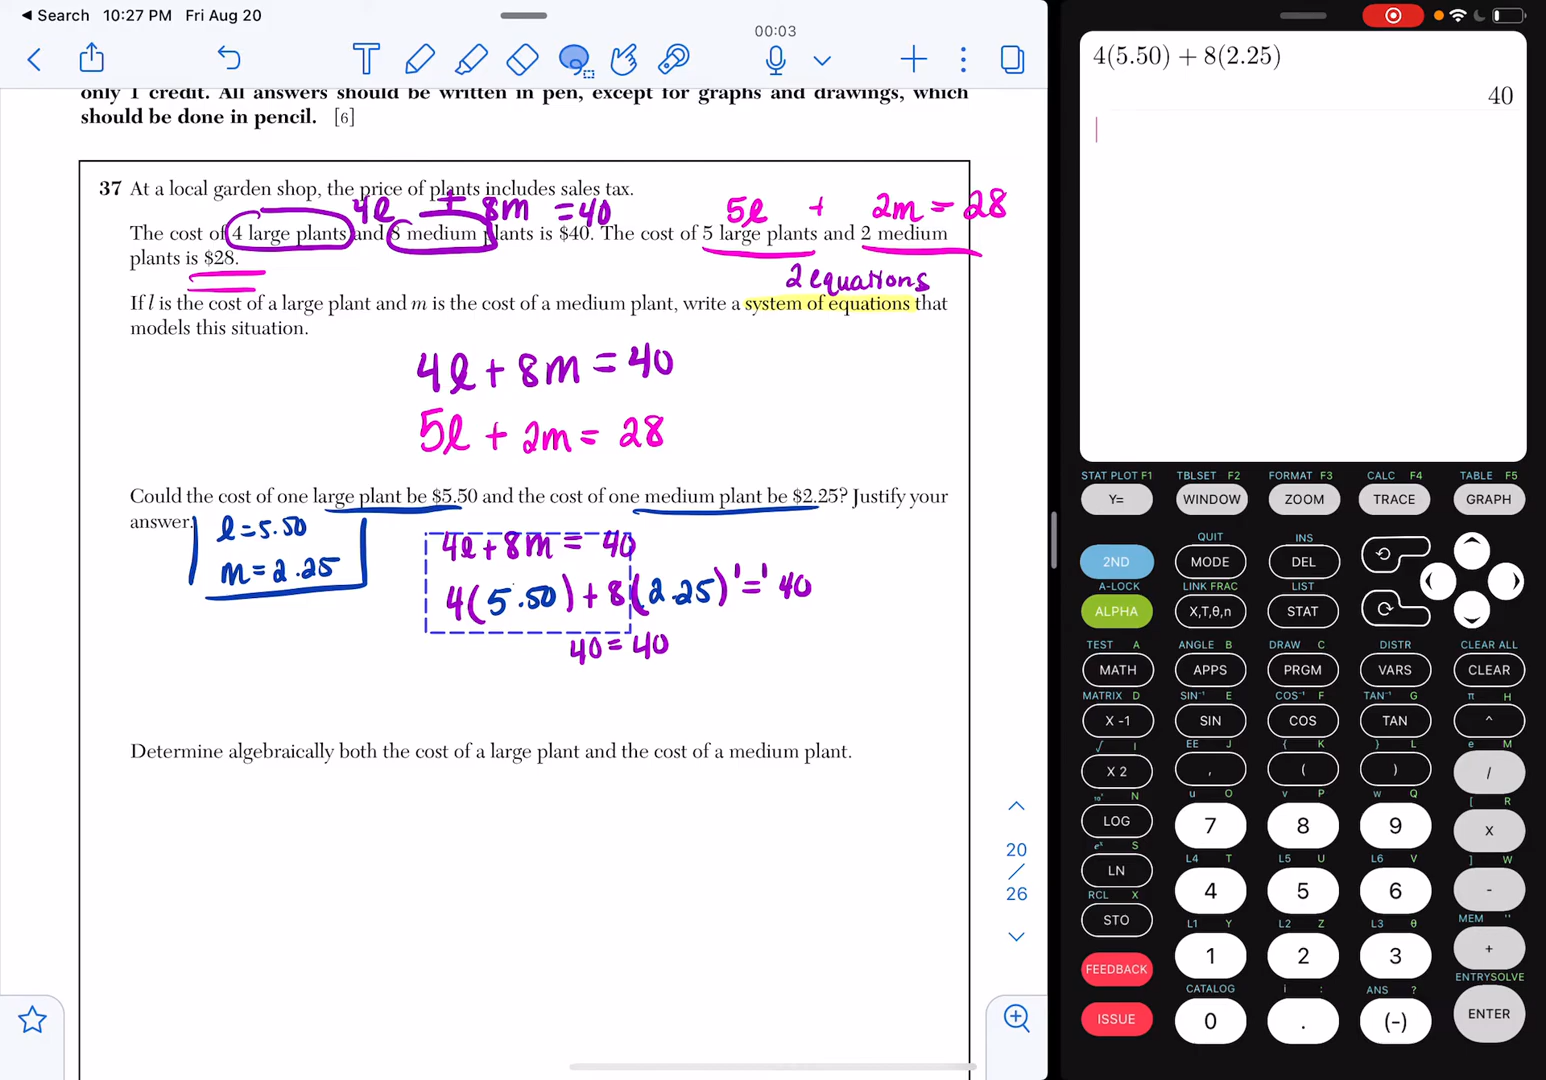 Search 10:27 PM Fri Aug 20
00:03
only 1 credit. All answers should be written in pen, except for graphs and drawings, which
should be done in pencil. [6]
37 At a local garden shop, the price of plants includes sales tax.
4l + 8m = 40
5l + 2m = 28
The cost of 4 large plants and 8 medium plants is $40. The cost of 5 large plants and 2 medium
plants is $28.
2 equations
If l is the cost of a large plant and m is the cost of a medium plant, write a system of equations that
models this situation.
4l + 8m = 40
5l + 2m = 28
Could the cost of one large plant be $5.50 and the cost of one medium plant be $2.25? Justify your
answer.
l = 5.50
m = 2.25
4l + 8m = 40
4(5.50) + 8(2.25) '=' 40
40 = 40
Determine algebraically both the cost of a large plant and the cost of a medium plant.
20
/
26
4(5.50) + 8(2.25)
40
STAT PLOT F1 TBLSET F2 FORMAT F3 CALC F4 TABLE F5
Y= WINDOW ZOOM TRACE GRAPH
QUIT INS
2ND MODE DEL
A-LOCK LINK FRAC LIST
ALPHA X,T,θ,n STAT
TEST A ANGLE B DRAW C DISTR CLEAR ALL
MATH APPS PRGM VARS CLEAR
MATRIX D SIN⁻¹ E COS⁻¹ F TAN⁻¹ G π H
X -1 SIN COS TAN ^
√ I EE J { K } L e M
X 2 , ( ) /
10ˣ N u O v P w Q [ R
LOG 7 8 9 X
eˣ S L4 T L5 U L6 V ] W
LN 4 5 6 -
RCL X L1 Y L2 Z L3 θ MEM "
STO 1 2 3 +
FEEDBACK CATALOG i : ANS ? ENTRY SOLVE
ISSUE 0 . (-) ENTER